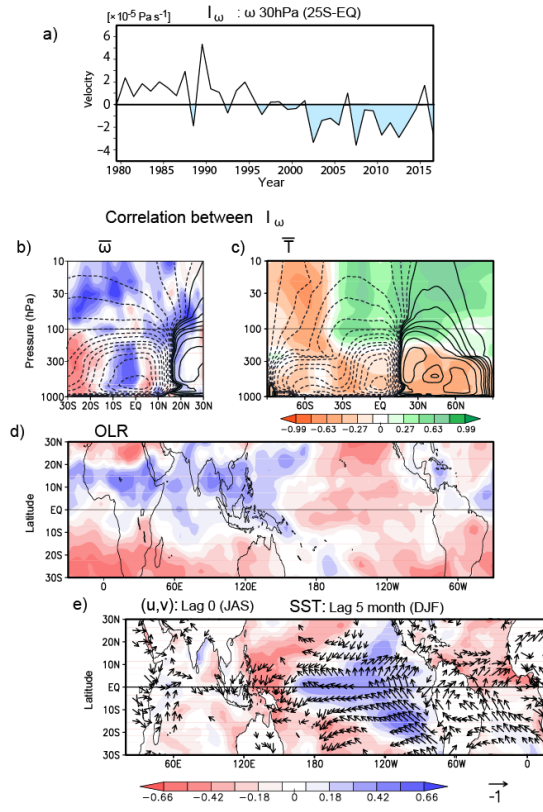 I ω : ω 30hPa (25S-EQ)
[×10⁻⁵ Pa s⁻¹]
a)
Velocity
6
4
2
0
-2
-4
1980 1985 1990 1995 2000 2005 2010 2015
Year
Correlation between I ω
b) ω̅ c) T̅
Pressure (hPa)
10
30
100
300
1000
30S 20S 10S EQ 10N 20N 30N
10
30
100
300
1000
60S 30S EQ 30N 60N
-0.99 -0.63 -0.27 0 0.27 0.63 0.99
d) OLR
Latitude
30N
20N
10N
EQ
10S
20S
30S
0 60E 120E 180 120W 60W
e) (u,v): Lag 0 (JAS) SST: Lag 5 month (DJF)
Latitude
30N
20N
10N
EQ
10S
20S
30S
60E 120E 180 120W 60W 0
-0.66 -0.42 -0.18 0 0.18 0.42 0.66
-1